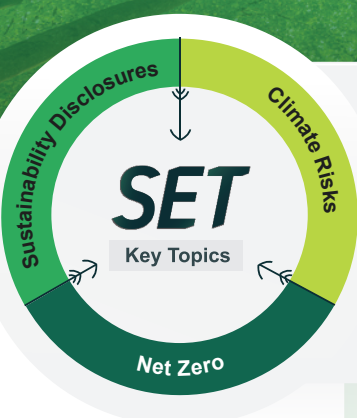 Sustainability Disclosures
Climate Risks
SET
Key Topics
Net Zero